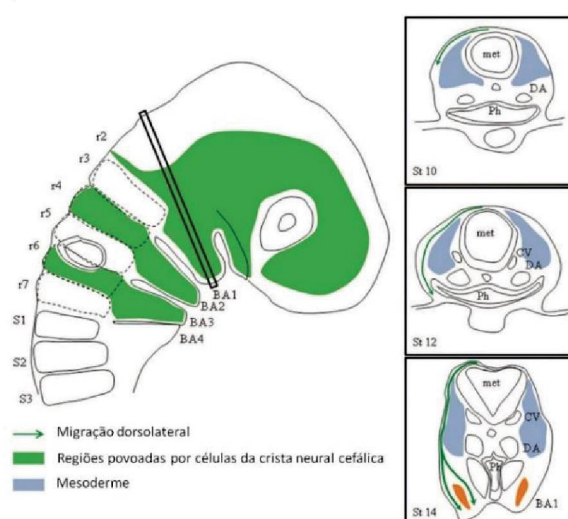 r2
r3
r4
r5
r6
r7
S1
S2
S3
BA1
BA2
BA3
BA4
Migração dorsolateral
Regiões povoadas por células da crista neural cefálica
Mesoderme
met
DA
Ph
St 10
met
CV
DA
Ph
St 12
met
CV
DA
Ph
St 14
BA1